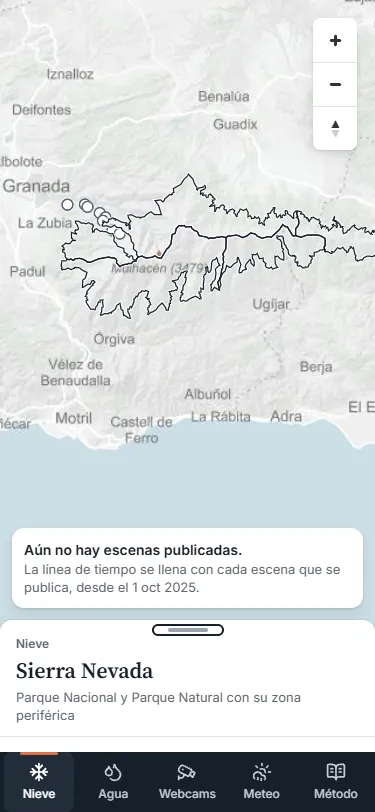 Iznalloz
Benalúa
Deifontes
Guadix
lbolote
Granada
La Zubia
Padul
Mulhacén (3479)
Ugíjar
Órgiva
Vélez de
Benaudalla
Berja
Albuñol
El E
Motril
Castell de
Ferro
La Rábita
Adra
ñécar
Aún no hay escenas publicadas.
La línea de tiempo se llena con cada escena que se
publica, desde el 1 oct 2025.
Nieve
Sierra Nevada
Parque Nacional y Parque Natural con su zona
periférica
Nieve
Agua
Webcams
Meteo
Método